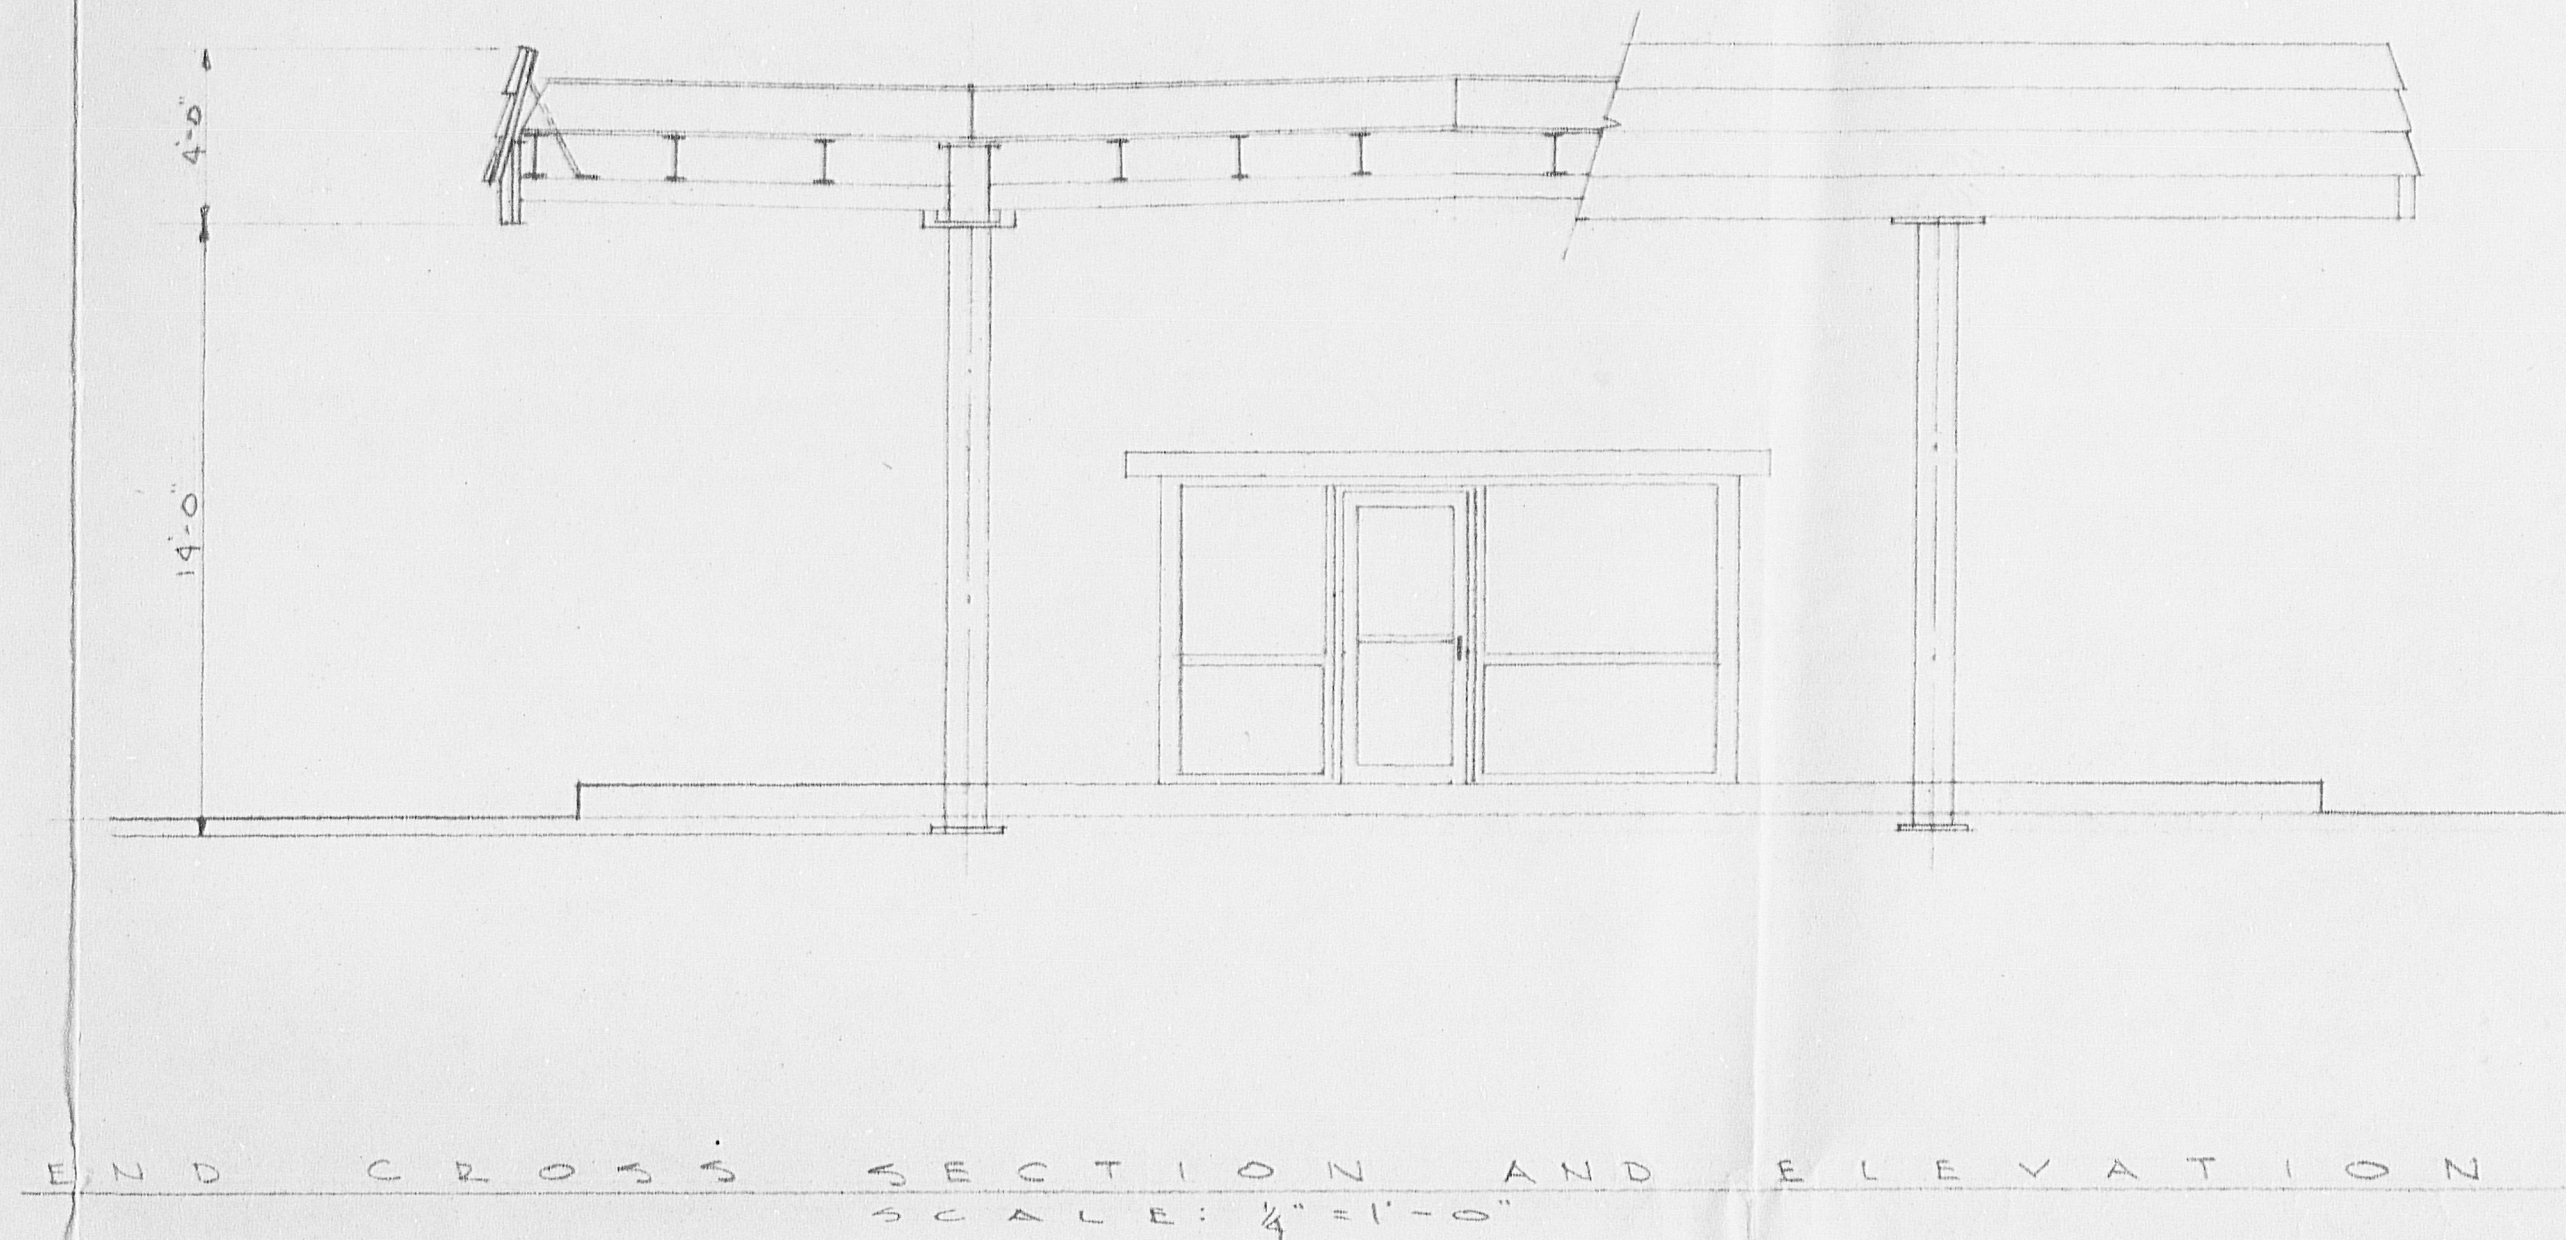 4'-0"
14'-0"
END CROSS SECTION AND ELEVATION
SCALE: 1/4" = 1'-0"